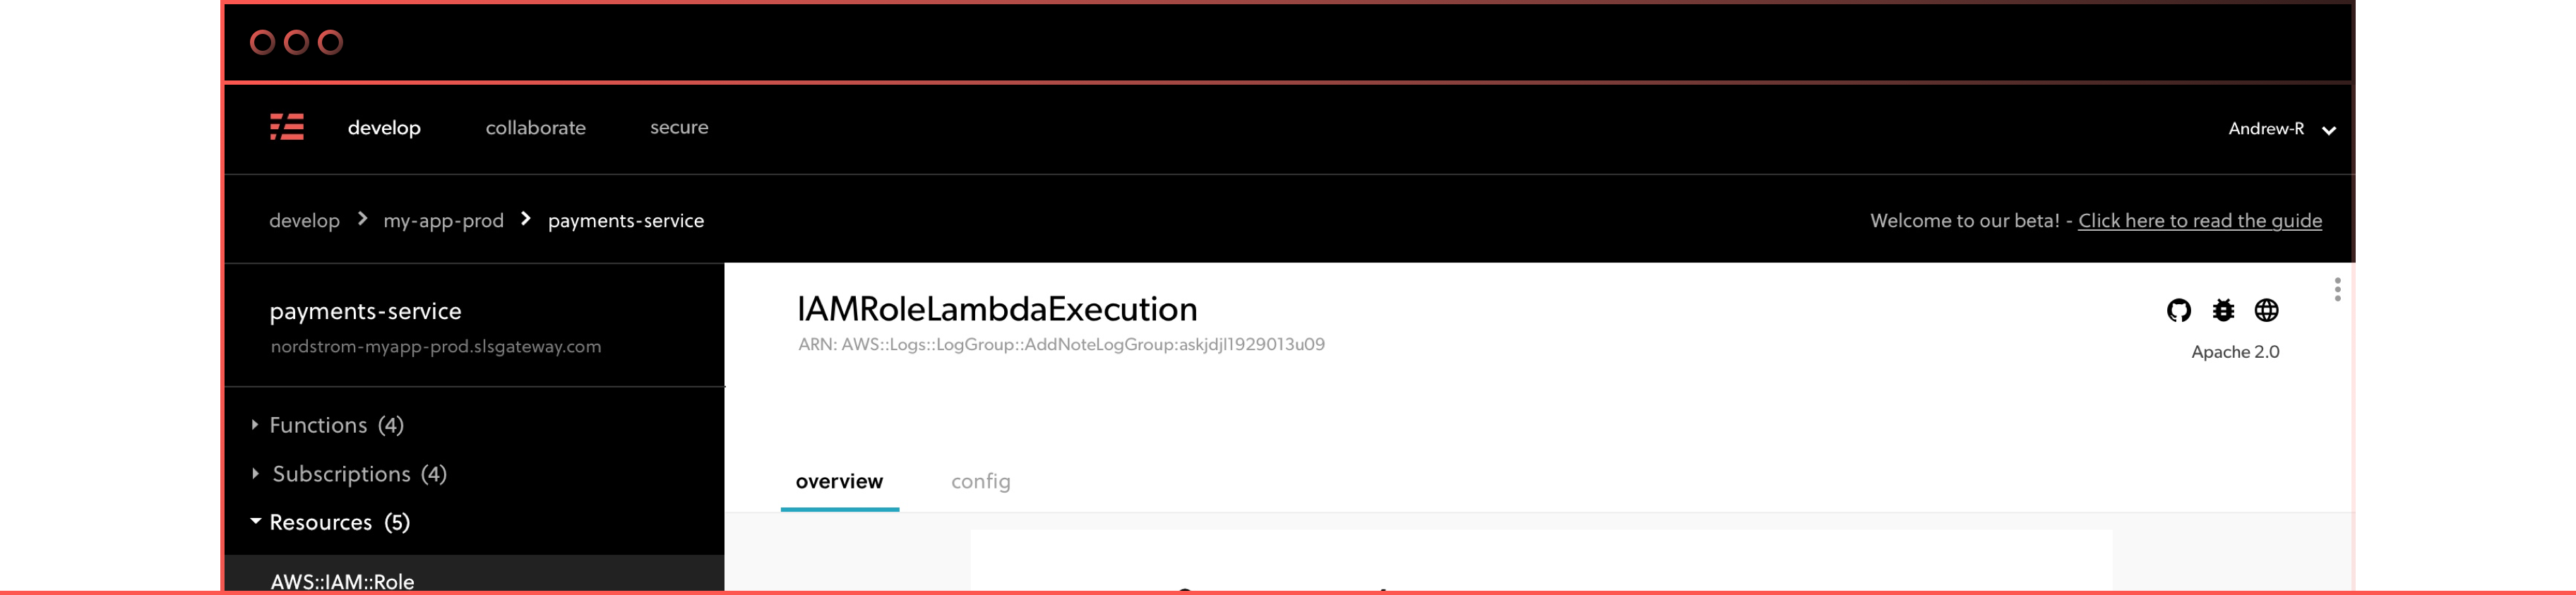 develop collaborate secure Andrew-R
develop my-app-prod payments-service Welcome to our beta! - Click here to read the guide
payments-service
nordstrom-myapp-prod.slsgateway.com
Functions (4)
Subscriptions (4)
Resources (5)
AWS::IAM::Role
IAMRoleLambdaExecution
ARN: AWS::Logs::LogGroup::AddNoteLogGroup:askjdjl1929013u09
Apache 2.0
overview config